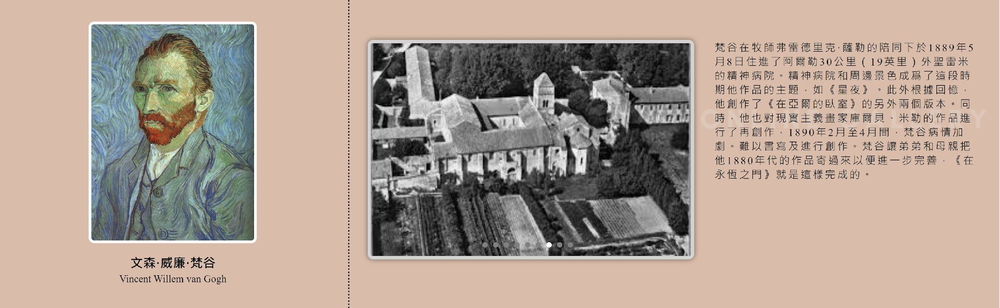 文森·威廉·梵谷
Vincent Willem van Gogh
梵谷在牧師弗雷德里克·薩勒的陪同下於1889年5
月8日住進了阿爾勒30公里（19英里）外聖雷米
的精神病院。精神病院和周邊景色成爲了這段時
期他作品的主題，如《星夜》。此外根據回憶，
他創作了《在亞爾的臥室》的另外兩個版本。同
時，他也對現實主義畫家庫爾貝、米勒的作品進
行了再創作，1890年2月至4月間，梵谷病情加
劇。難以書寫及進行創作。梵谷讓弟弟和母親把
他1880年代的作品寄過來以便進一步完善，《在
永恆之門》就是這樣完成的。
ONLINE GALLERY